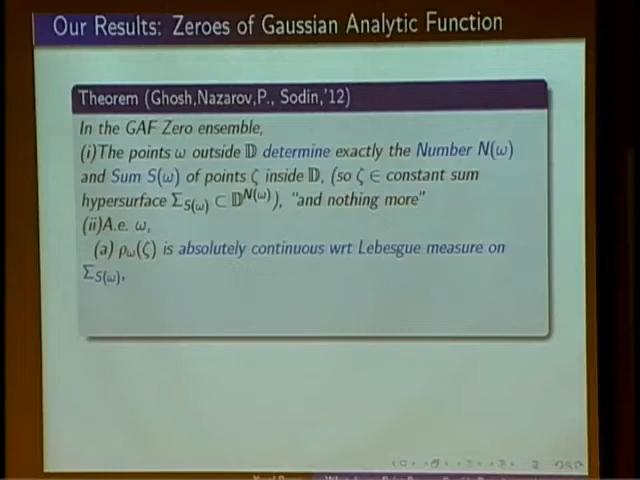 Our Results: Zeroes of Gaussian Analytic Function
Theorem (Ghosh,Nazarov,P., Sodin,'12)
In the GAF Zero ensemble,
(i)The points ω outside 𝔻 determine exactly the Number N(ω)
and Sum S(ω) of points ζ inside 𝔻, (so ζ ∈ constant sum
hypersurface Σ_{S(ω)} ⊂ 𝔻^{N(ω)}), "and nothing more"
(ii)A.e. ω,
(a) ρ_ω(ζ) is absolutely continuous wrt Lebesgue measure on
Σ_{S(ω)},